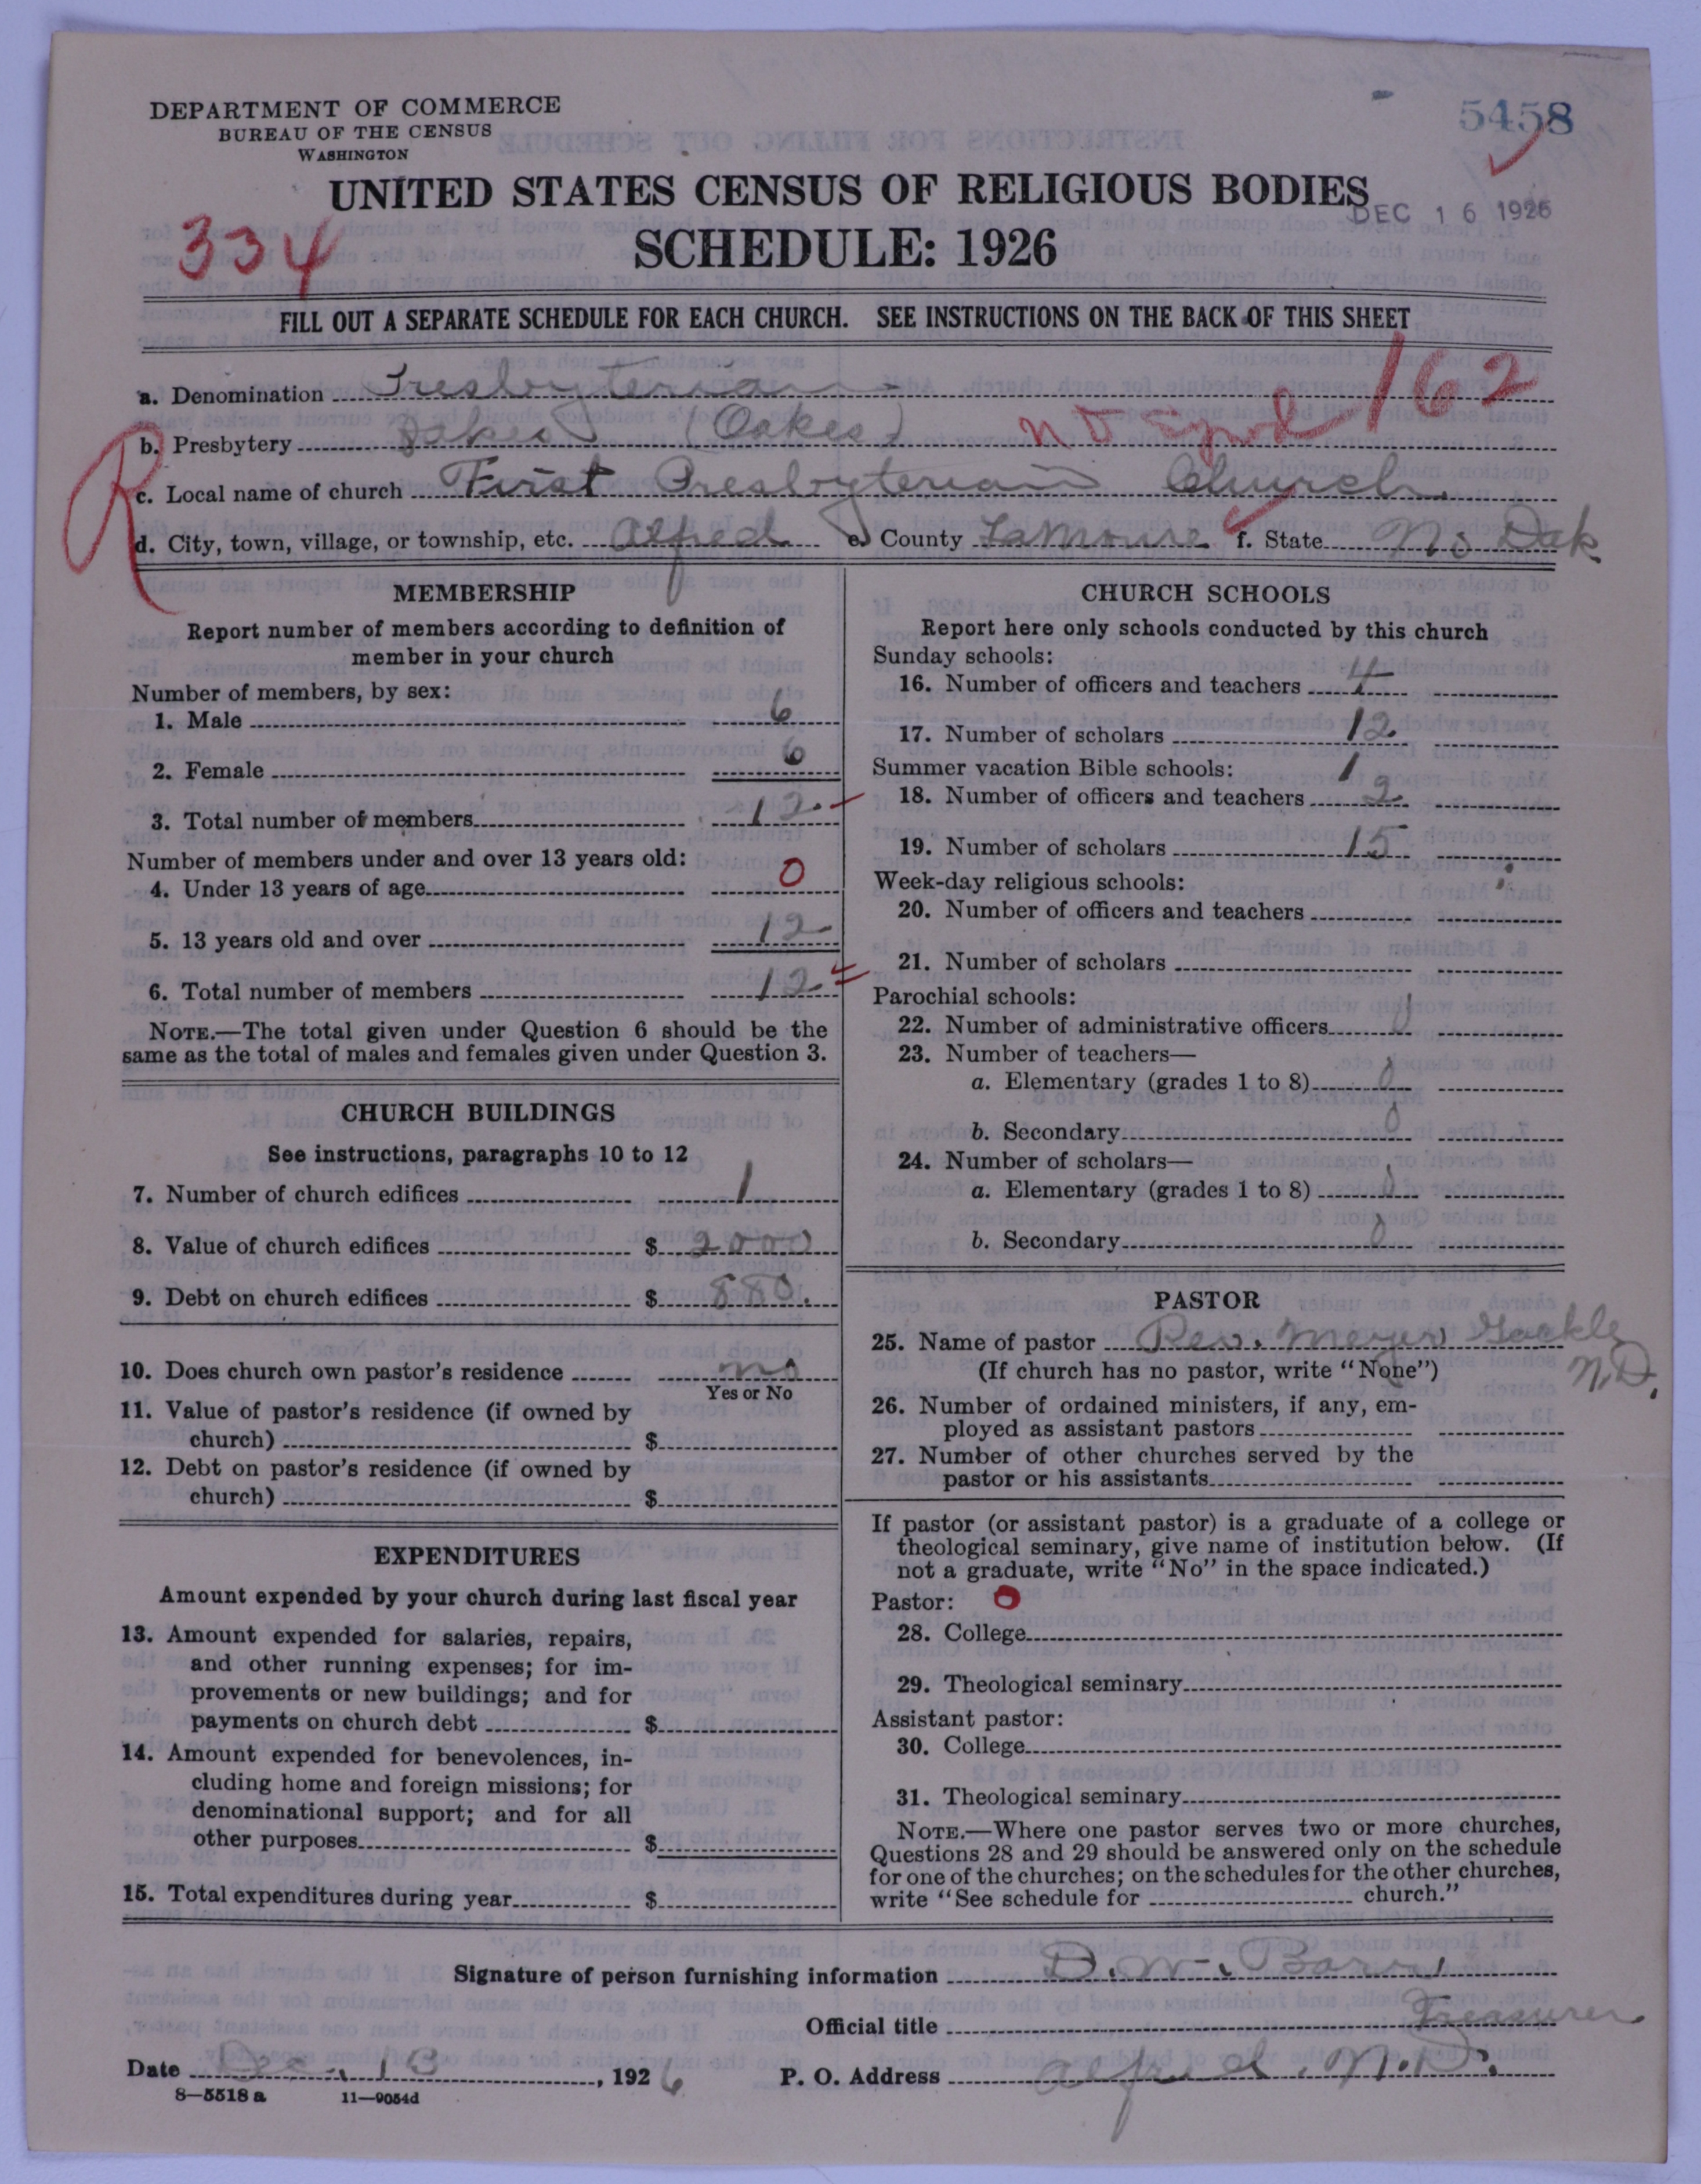 DEPARTMENT OF COMMERCE
BUREAU OF THE CENSUS
WASHINGTON
5458
UNITED STATES CENSUS OF RELIGIOUS BODIES
DEC 16 1926
334
SCHEDULE: 1926
FILL OUT A SEPARATE SCHEDULE FOR EACH CHURCH. SEE INSTRUCTIONS ON THE BACK OF THIS SHEET
162
a. Denomination Presbyterian
b. Presbytery Oakes (Oakes)
c. Local name of church First Presbyterian Church
R
d. City, town, village, or township, etc. Alfred e. County LaMoure f. State No Dak
MEMBERSHIP
Report number of members according to definition of
member in your church
Number of members, by sex:
1. Male 6
2. Female 6
3. Total number of members 12
Number of members under and over 13 years old:
4. Under 13 years of age 0
5. 13 years old and over 12
6. Total number of members 12
NOTE.—The total given under Question 6 should be the
same as the total of males and females given under Question 3.
CHURCH BUILDINGS
See instructions, paragraphs 10 to 12
7. Number of church edifices 1
8. Value of church edifices $ 2000
9. Debt on church edifices $ 880.
10. Does church own pastor's residence no
Yes or No
11. Value of pastor's residence (if owned by
church) $
12. Debt on pastor's residence (if owned by
church) $
EXPENDITURES
Amount expended by your church during last fiscal year
13. Amount expended for salaries, repairs,
and other running expenses; for im-
provements or new buildings; and for
payments on church debt $
14. Amount expended for benevolences, in-
cluding home and foreign missions; for
denominational support; and for all
other purposes $
15. Total expenditures during year $
CHURCH SCHOOLS
Report here only schools conducted by this church
Sunday schools:
16. Number of officers and teachers 4
17. Number of scholars 12
Summer vacation Bible schools: 1
18. Number of officers and teachers 2
19. Number of scholars 15
Week-day religious schools:
20. Number of officers and teachers
21. Number of scholars
Parochial schools:
22. Number of administrative officers 0
23. Number of teachers—
a. Elementary (grades 1 to 8) 0
b. Secondary 0
24. Number of scholars—
a. Elementary (grades 1 to 8) 0
b. Secondary 0
PASTOR
25. Name of pastor Rev. Meyer Gackle
N.D.
(If church has no pastor, write "None")
26. Number of ordained ministers, if any, em-
ployed as assistant pastors
27. Number of other churches served by the
pastor or his assistants
If pastor (or assistant pastor) is a graduate of a college or
theological seminary, give name of institution below. (If
not a graduate, write "No" in the space indicated.)
Pastor: 0
28. College
29. Theological seminary
Assistant pastor:
30. College
31. Theological seminary
NOTE.—Where one pastor serves two or more churches,
Questions 28 and 29 should be answered only on the schedule
for one of the churches; on the schedules for the other churches,
write "See schedule for church."
Signature of person furnishing information D. W.
Official title Treasurer
Date Dec. 13, 1926 P. O. Address Alfred, N.D.
8—5518 a 11—9054d